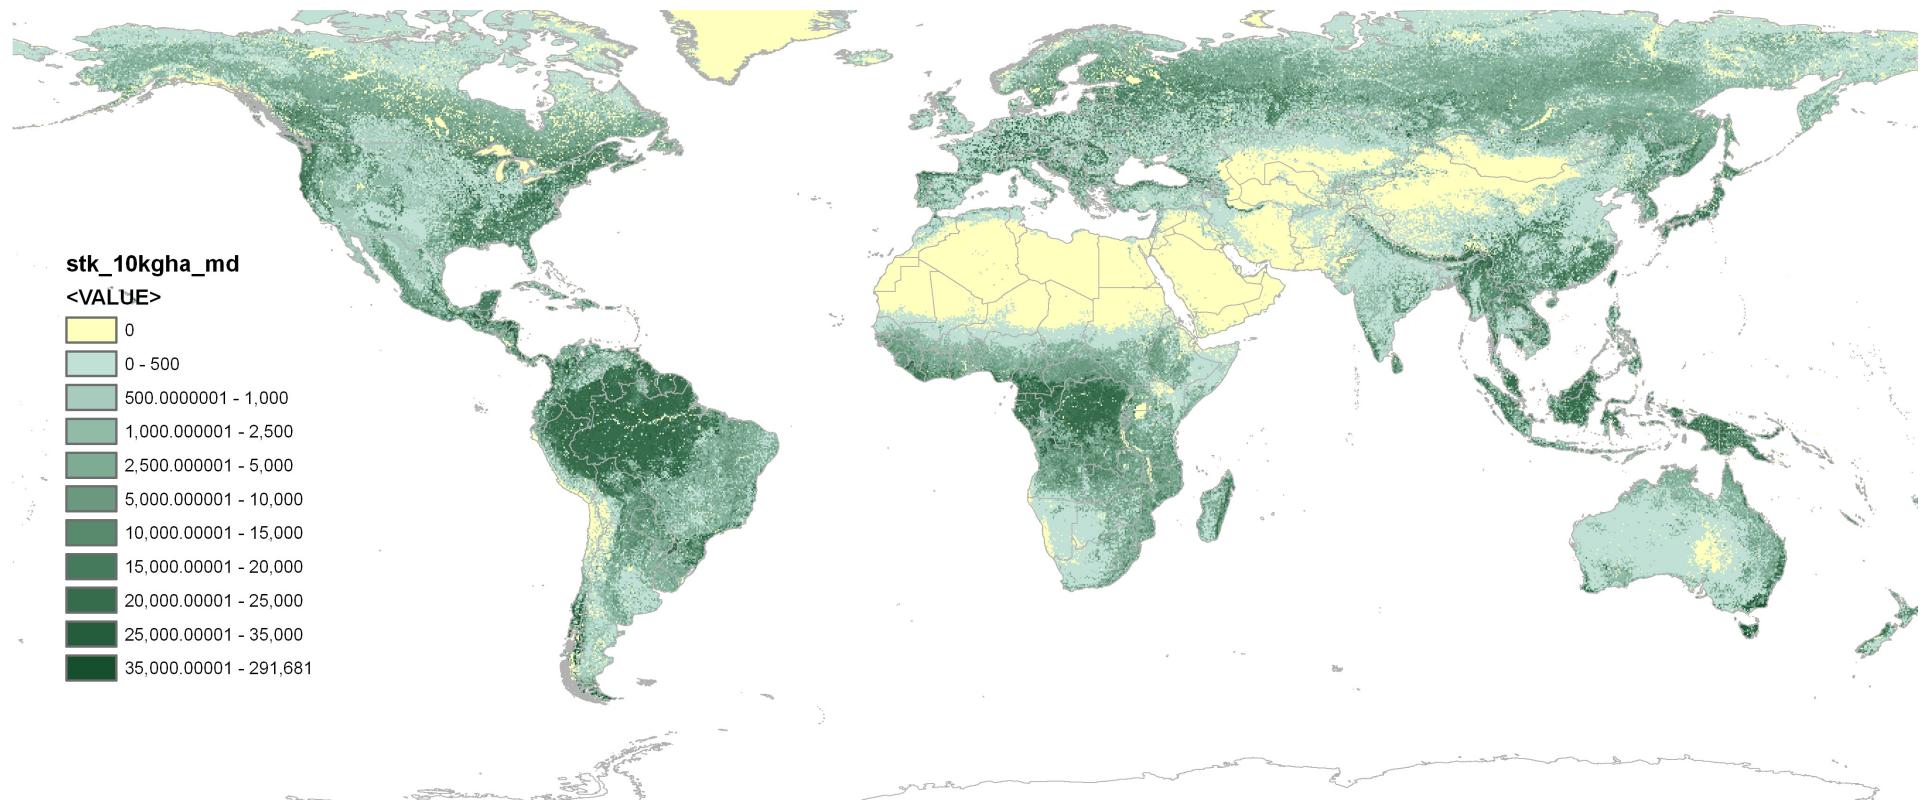 stk_10kgha_md
<VALUE>
0
0 - 500
500.0000001 - 1,000
1,000.000001 - 2,500
2,500.000001 - 5,000
5,000.000001 - 10,000
10,000.00001 - 15,000
15,000.00001 - 20,000
20,000.00001 - 25,000
25,000.00001 - 35,000
35,000.00001 - 291,681